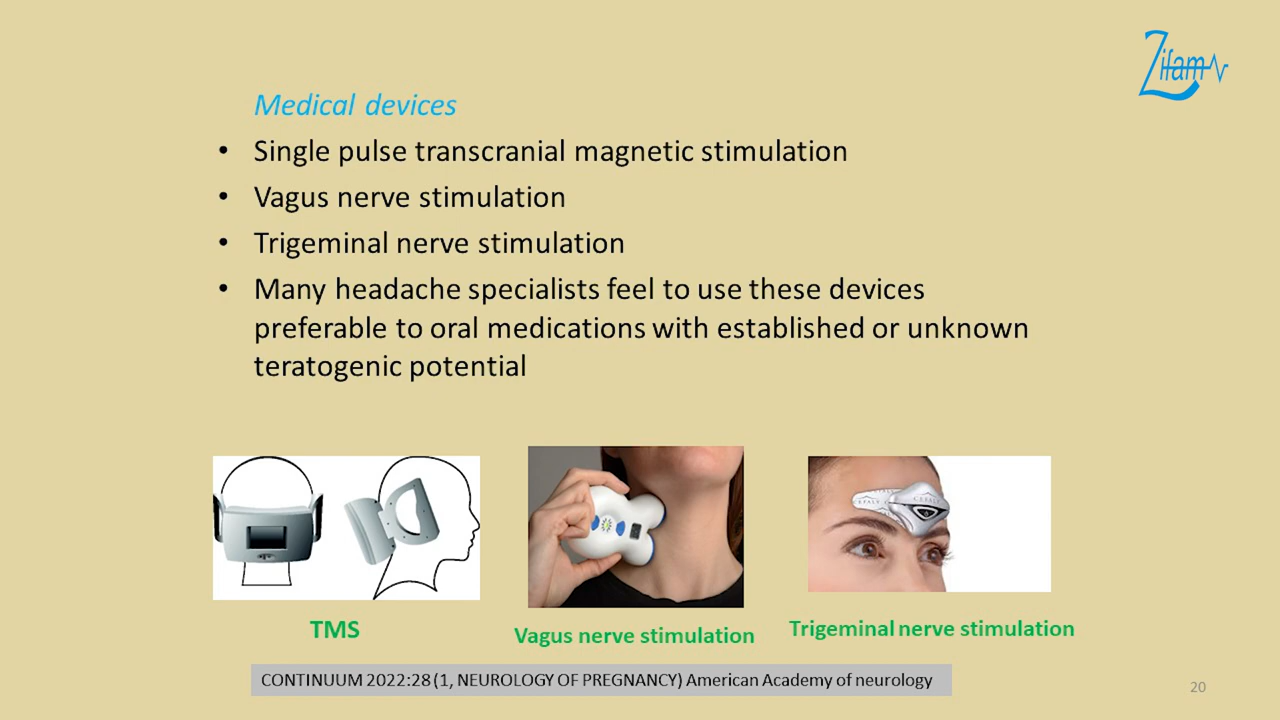 Zifam
Medical devices
• Single pulse transcranial magnetic stimulation
• Vagus nerve stimulation
• Trigeminal nerve stimulation
• Many headache specialists feel to use these devices
preferable to oral medications with established or unknown
teratogenic potential
CEFALY
TMS
Vagus nerve stimulation
Trigeminal nerve stimulation
CONTINUUM 2022:28 (1, NEUROLOGY OF PREGNANCY) American Academy of neurology
20